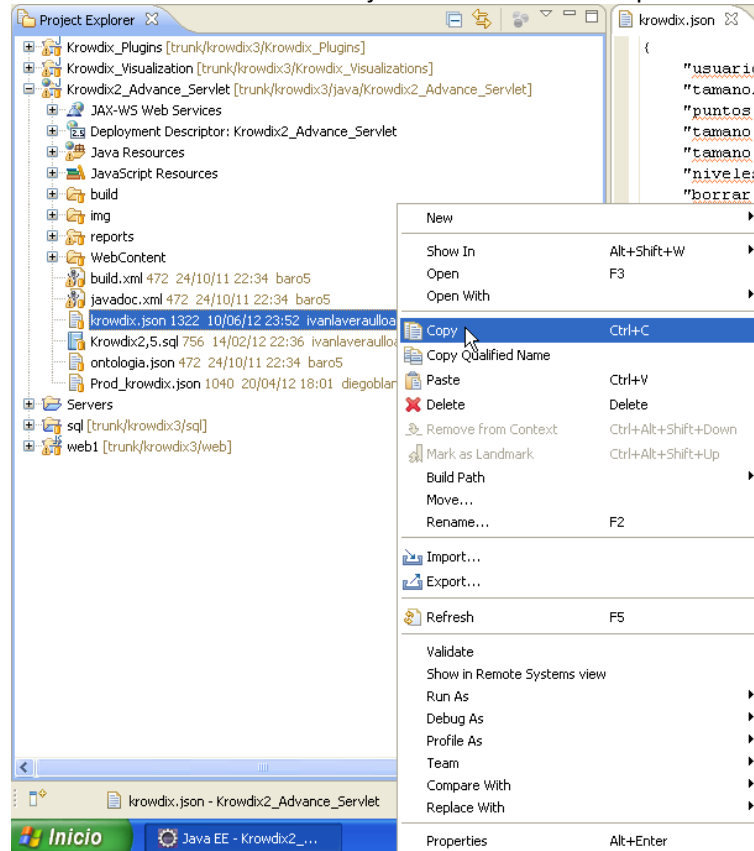 Project Explorer
krowdix.json
Krowdix_Plugins [trunk/krowdix3/Krowdix_Plugins]
Krowdix_Visualization [trunk/krowdix3/Krowdix_Visualizations]
Krowdix2_Advance_Servlet [trunk/krowdix3/java/Krowdix2_Advance_Servlet]
JAX-WS Web Services
Deployment Descriptor: Krowdix2_Advance_Servlet
Java Resources
JavaScript Resources
build
img
reports
WebContent
build.xml 472 24/10/11 22:34 baro5
javadoc.xml 472 24/10/11 22:34 baro5
krowdix.json 1322 10/06/12 23:52 ivanlaveraulloa
Krowdix2,5.sql 756 14/02/12 22:36 ivanlaveraulloa
ontologia.json 472 24/10/11 22:34 baro5
Prod_krowdix.json 1040 20/04/12 18:01 diegoblan
Servers
sql [trunk/krowdix3/sql]
web1 [trunk/krowdix3/web]
{
"usuari
"tamano
"puntos
"tamano
"tamano
"niveles
"borrar
New
Show In Alt+Shift+W
Open F3
Open With
Copy Ctrl+C
Copy Qualified Name
Paste Ctrl+V
Delete Delete
Remove from Context Ctrl+Alt+Shift+Down
Mark as Landmark Ctrl+Alt+Shift+Up
Build Path
Move...
Rename... F2
Import...
Export...
Refresh F5
Validate
Show in Remote Systems view
Run As
Debug As
Profile As
Team
Compare With
Replace With
Properties Alt+Enter
krowdix.json - Krowdix2_Advance_Servlet
Inicio
Java EE - Krowdix2_...